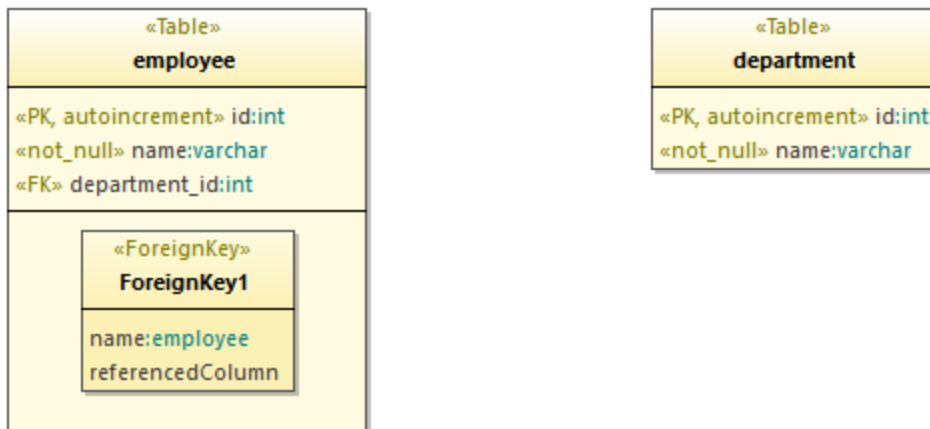 «Table»
employee
«PK, autoincrement» id:int
«not_null» name:varchar
«FK» department_id:int
«ForeignKey»
ForeignKey1
name:employee
referencedColumn
«Table»
department
«PK, autoincrement» id:int
«not_null» name:varchar